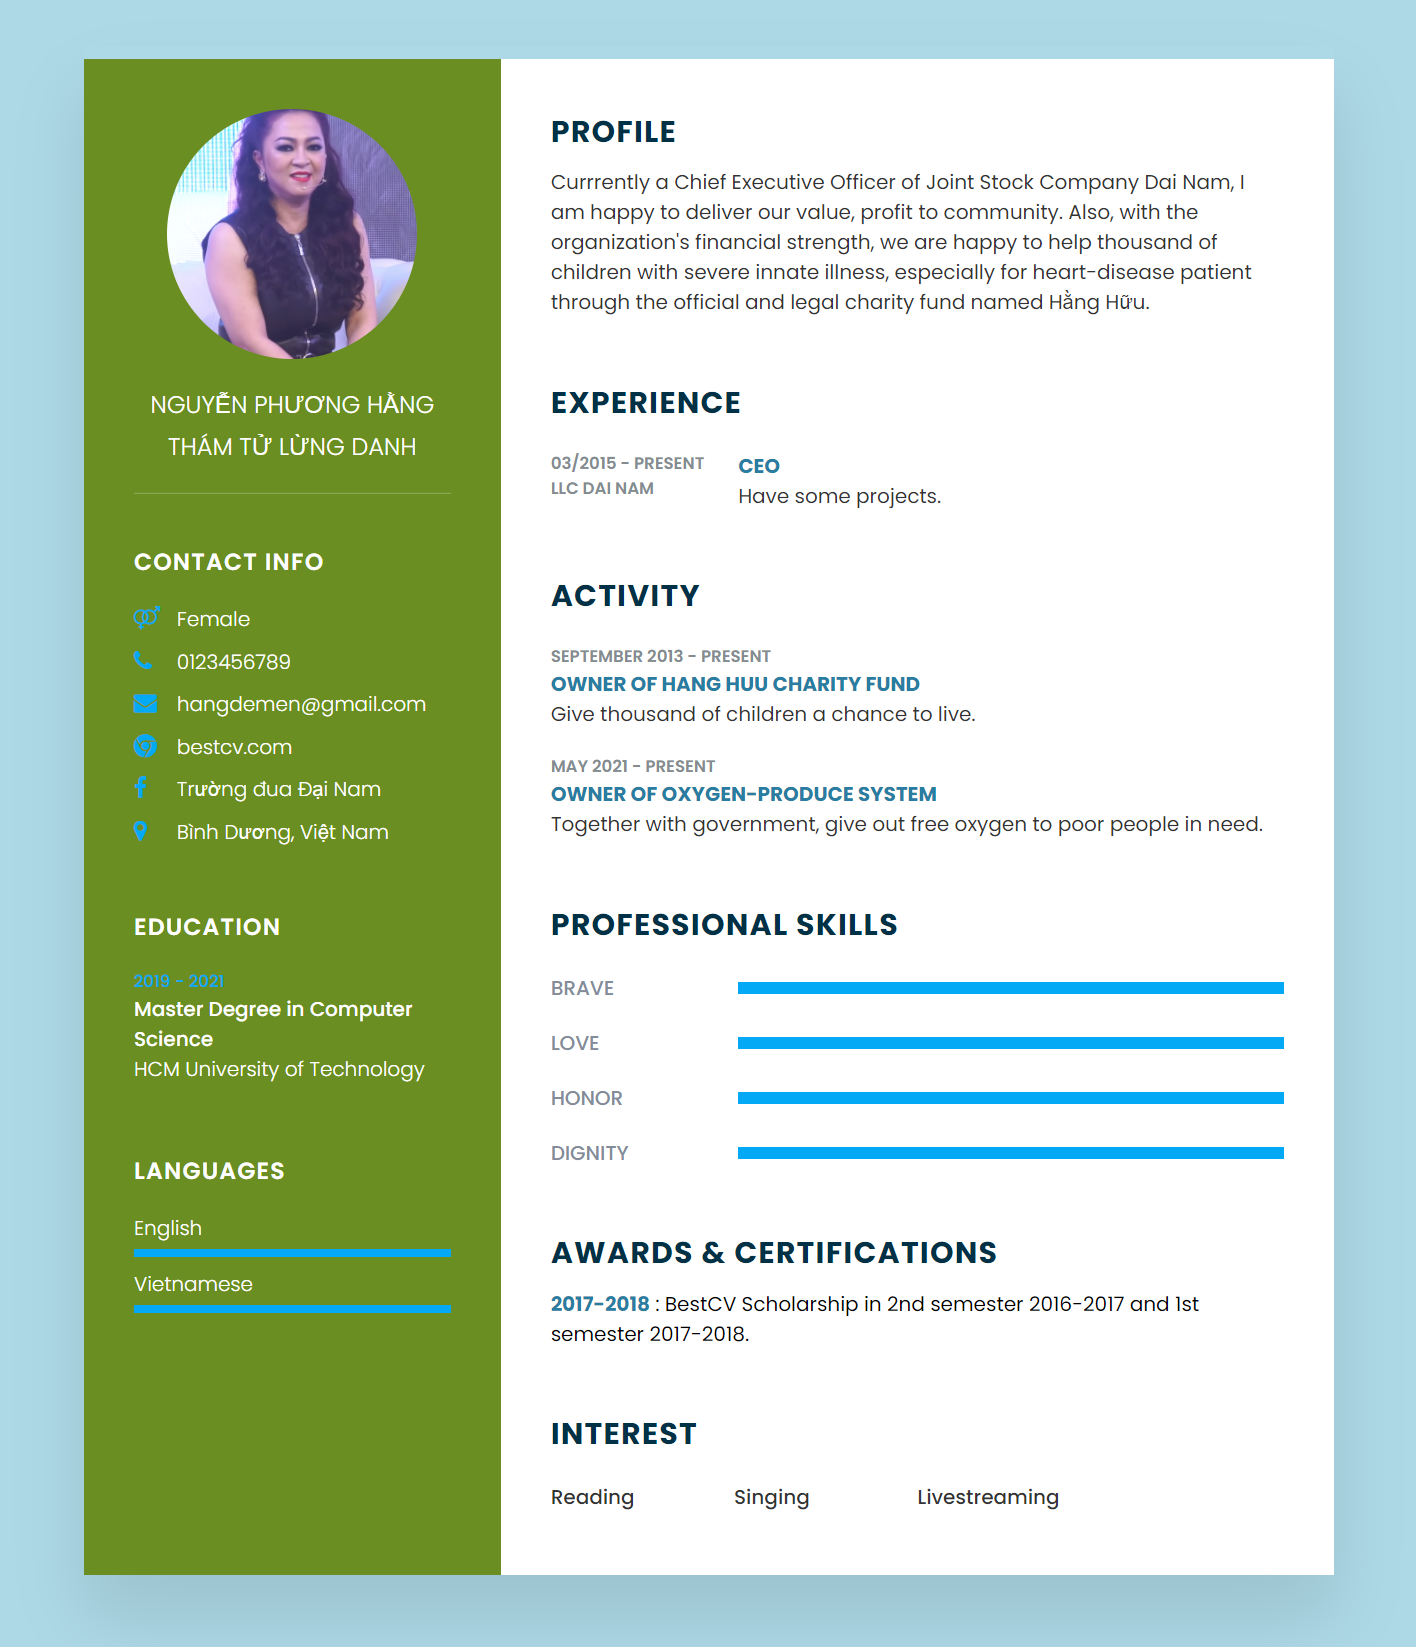 NGUYỄN PHƯƠNG HẰNG
THÁM TỬ LỪNG DANH
CONTACT INFO
Female
0123456789
hangdemen@gmail.com
bestcv.com
Trường đua Đại Nam
Bình Dương, Việt Nam
EDUCATION
2019 - 2021
Master Degree in Computer
Science
HCM University of Technology
LANGUAGES
English
Vietnamese
PROFILE
Currrently a Chief Executive Officer of Joint Stock Company Dai Nam, I
am happy to deliver our value, profit to community. Also, with the
organization's financial strength, we are happy to help thousand of
children with severe innate illness, especially for heart-disease patient
through the official and legal charity fund named Hằng Hữu.
EXPERIENCE
03/2015 - PRESENT
LLC DAI NAM
CEO
Have some projects.
ACTIVITY
SEPTEMBER 2013 - PRESENT
OWNER OF HANG HUU CHARITY FUND
Give thousand of children a chance to live.
MAY 2021 - PRESENT
OWNER OF OXYGEN-PRODUCE SYSTEM
Together with government, give out free oxygen to poor people in need.
PROFESSIONAL SKILLS
BRAVE
LOVE
HONOR
DIGNITY
AWARDS & CERTIFICATIONS
2017-2018 : BestCV Scholarship in 2nd semester 2016-2017 and 1st
semester 2017-2018.
INTEREST
Reading Singing Livestreaming